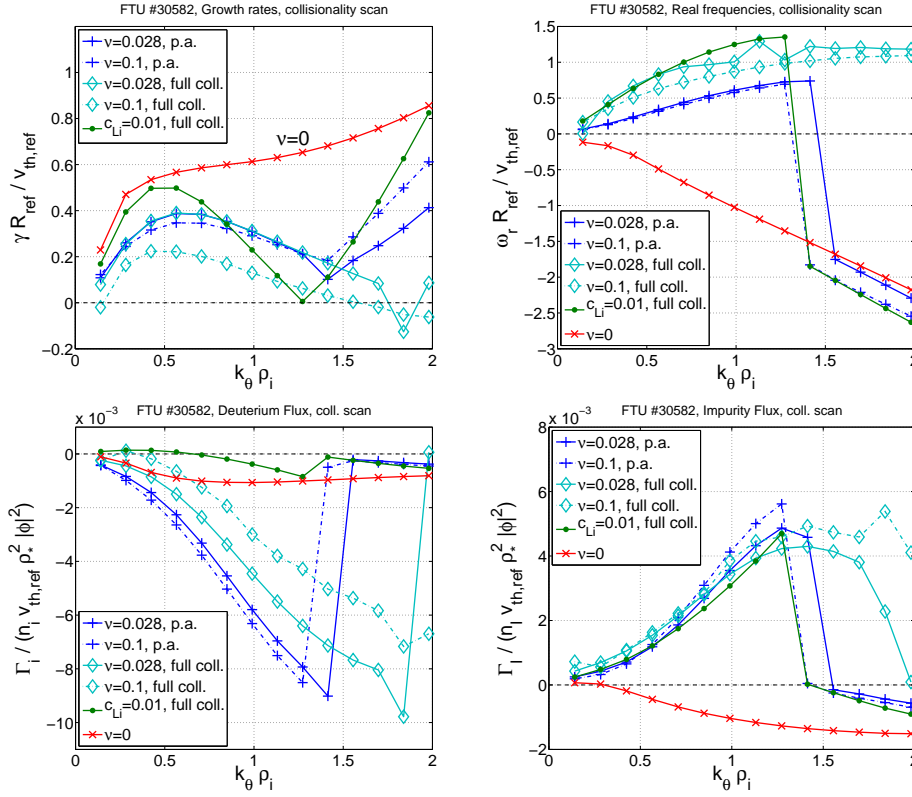 FTU #30582, Growth rates, collisionality scan
ν=0.028, p.a.
ν=0.1, p.a.
ν=0.028, full coll.
ν=0.1, full coll.
c_Li=0.01, full coll.
ν=0
1
0.8
0.6
0.4
0.2
0
−0.2
0
0.5
1
1.5
2
γ R_ref / v_th,ref
k_θ ρ_i
FTU #30582, Real frequencies, collisionality scan
ν=0.028, p.a.
ν=0.1, p.a.
ν=0.028, full coll.
ν=0.1, full coll.
c_Li=0.01, full coll.
ν=0
1.5
1
0.5
0
−0.5
−1
−1.5
−2
−2.5
−3
0
0.5
1
1.5
2
ω_r R_ref / v_th,ref
k_θ ρ_i
FTU #30582, Deuterium Flux, coll. scan
x 10^−3
ν=0.028, p.a.
ν=0.1, p.a.
ν=0.028, full coll.
ν=0.1, full coll.
c_Li=0.01, full coll.
ν=0
0
−2
−4
−6
−8
−10
0
0.5
1
1.5
2
Γ_i / (n_i v_th,ref ρ_*^2 |ϕ|^2)
k_θ ρ_i
FTU #30582, Impurity Flux, coll. scan
x 10^−3
ν=0.028, p.a.
ν=0.1, p.a.
ν=0.028, full coll.
ν=0.1, full coll.
c_Li=0.01, full coll.
ν=0
8
6
4
2
0
−2
0
0.5
1
1.5
2
Γ_I / (n_I v_th,ref ρ_*^2 |ϕ|^2)
k_θ ρ_i